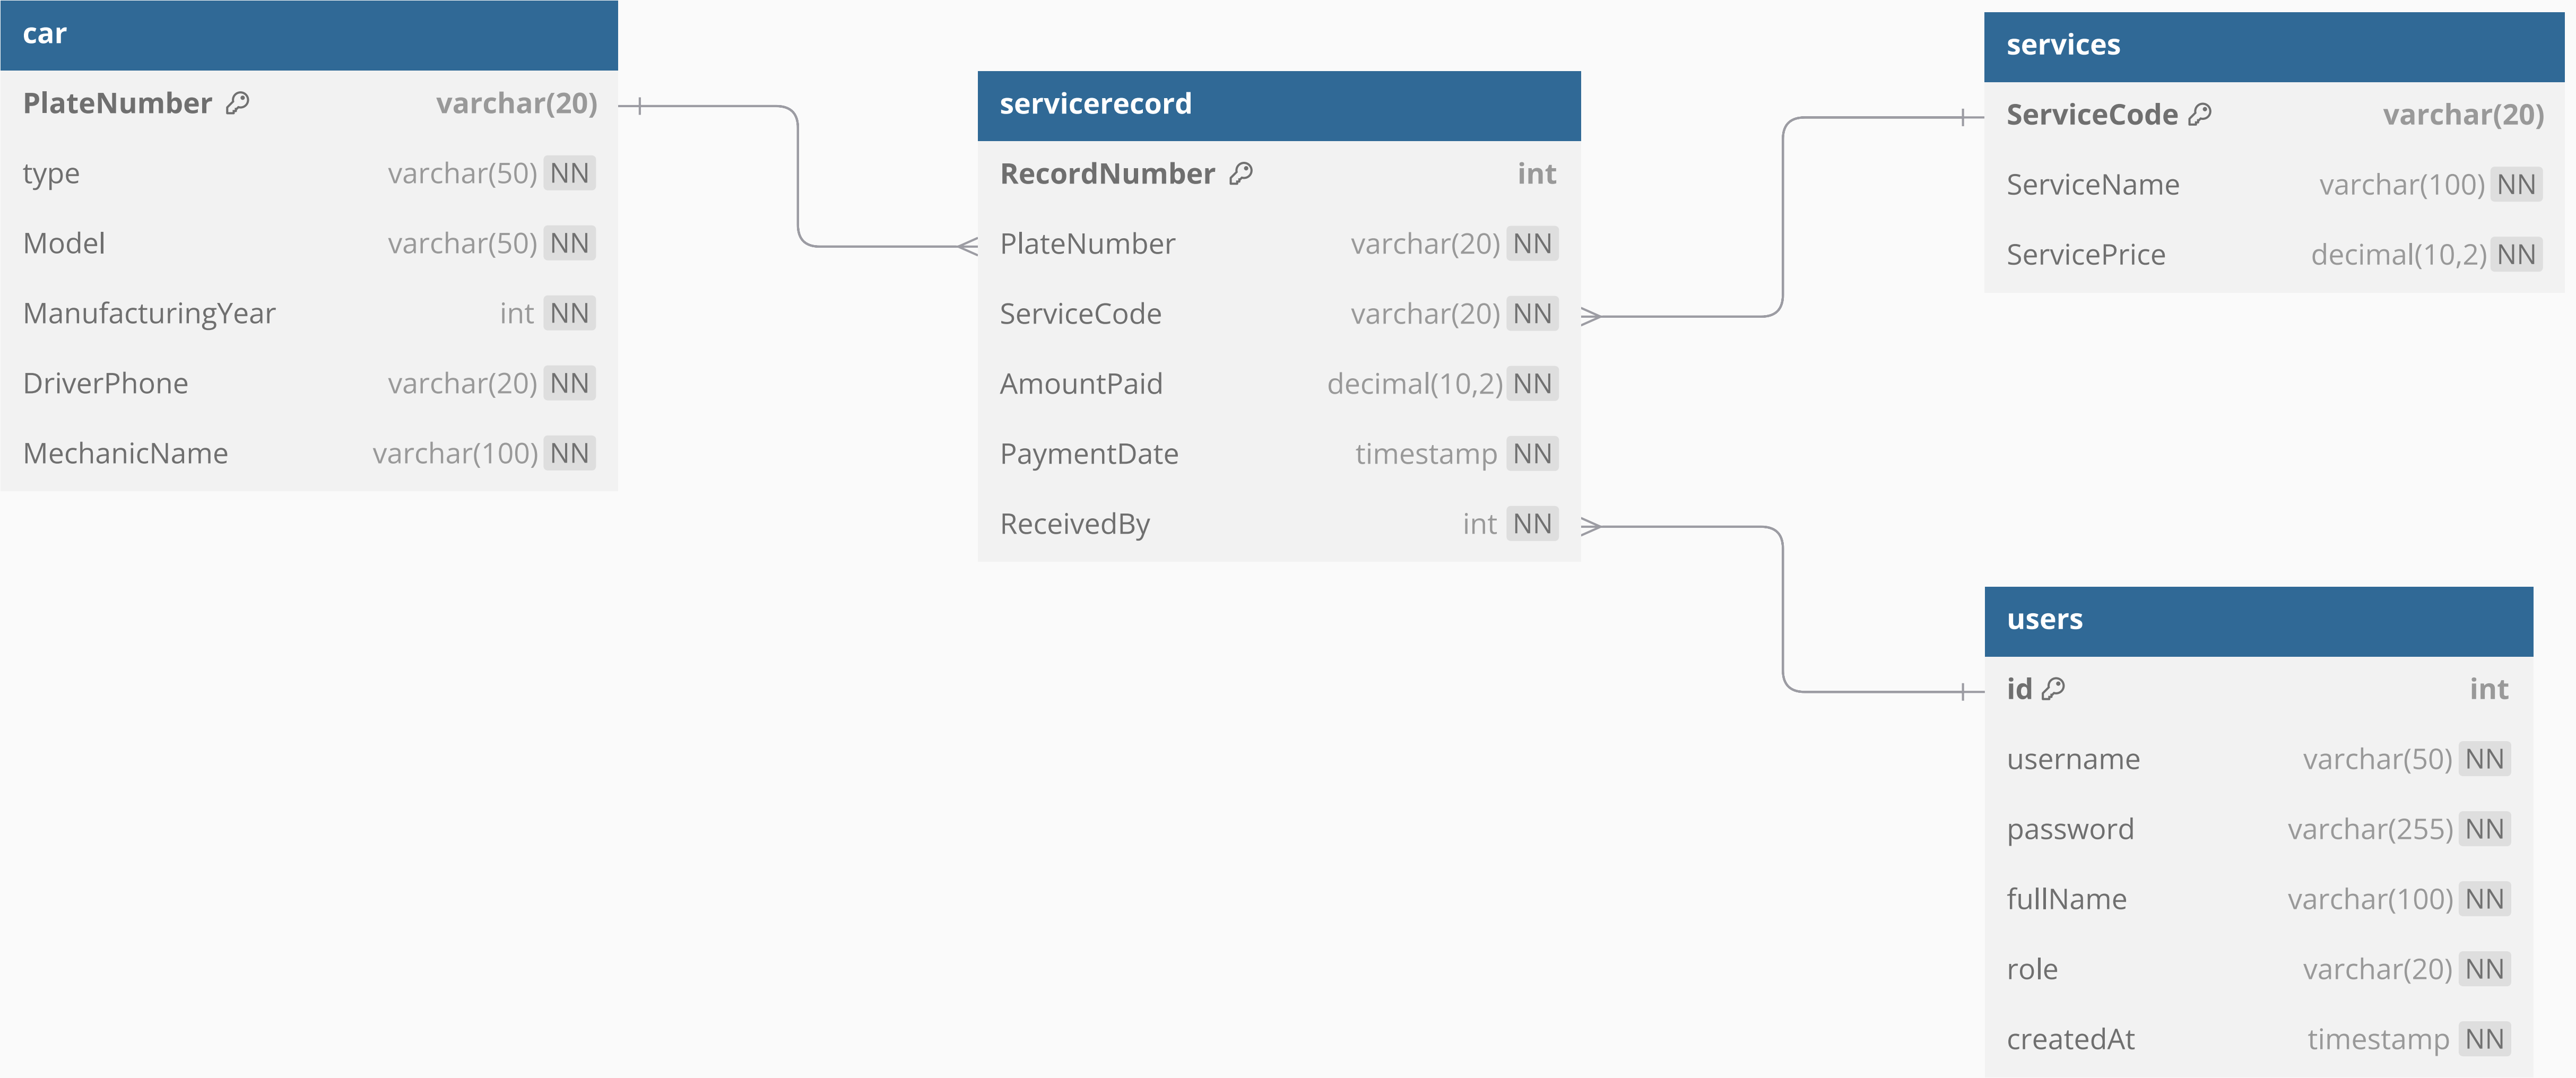 car
PlateNumber varchar(20)
type varchar(50) NN
Model varchar(50) NN
ManufacturingYear int NN
DriverPhone varchar(20) NN
MechanicName varchar(100) NN
servicerecord
RecordNumber int
PlateNumber varchar(20) NN
ServiceCode varchar(20) NN
AmountPaid decimal(10,2) NN
PaymentDate timestamp NN
ReceivedBy int NN
services
ServiceCode varchar(20)
ServiceName varchar(100) NN
ServicePrice decimal(10,2) NN
users
id int
username varchar(50) NN
password varchar(255) NN
fullName varchar(100) NN
role varchar(20) NN
createdAt timestamp NN